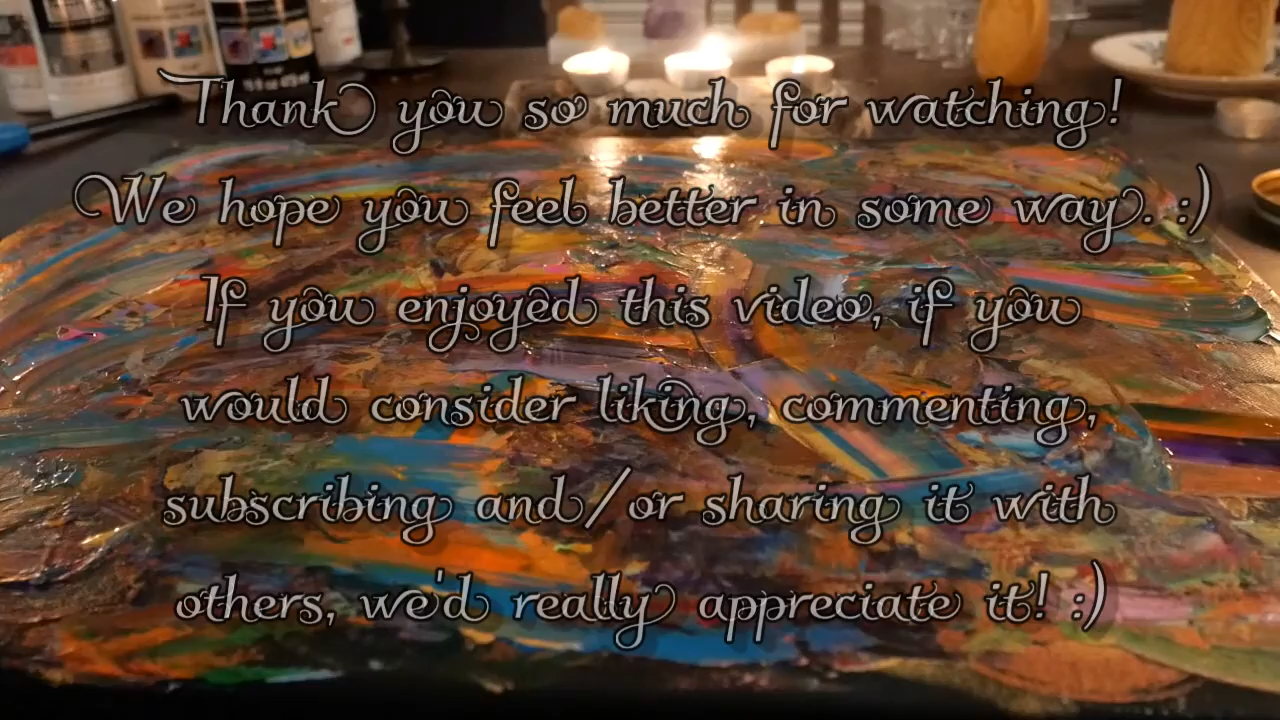 Thank you so much for watching!
We hope you feel better in some way. :)
If you enjoyed this video, if you
would consider liking, commenting,
subscribing and/or sharing it with
others, we'd really appreciate it! :)